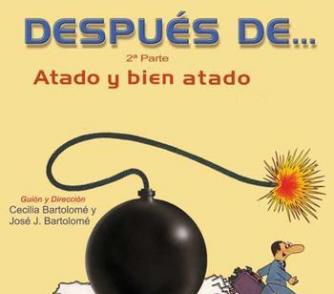 DESPUÉS DE...
2ª Parte
Atado y bien atado
Guión y Dirección
Cecilia Bartolomé y
José J. Bartolomé